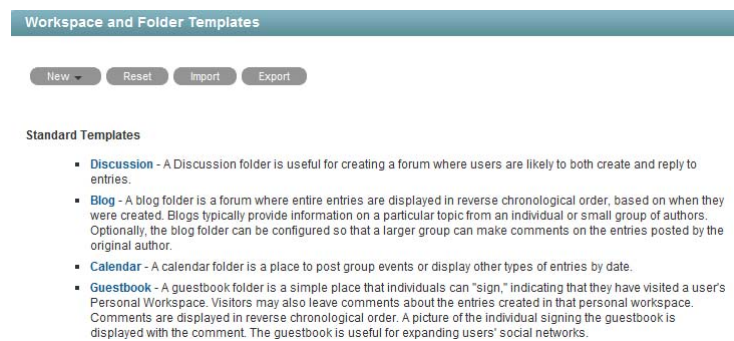 Workspace and Folder Templates
New Reset Import Export
Standard Templates
▪ Discussion - A Discussion folder is useful for creating a forum where users are likely to both create and reply to
entries.
▪ Blog - A blog folder is a forum where entire entries are displayed in reverse chronological order, based on when they
were created. Blogs typically provide information on a particular topic from an individual or small group of authors.
Optionally, the blog folder can be configured so that a larger group can make comments on the entries posted by the
original author.
▪ Calendar - A calendar folder is a place to post group events or display other types of entries by date.
▪ Guestbook - A guestbook folder is a simple place that individuals can "sign," indicating that they have visited a user's
Personal Workspace. Visitors may also leave comments about the entries created in that personal workspace.
Comments are displayed in reverse chronological order. A picture of the individual signing the guestbook is
displayed with the comment. The guestbook is useful for expanding users' social networks.